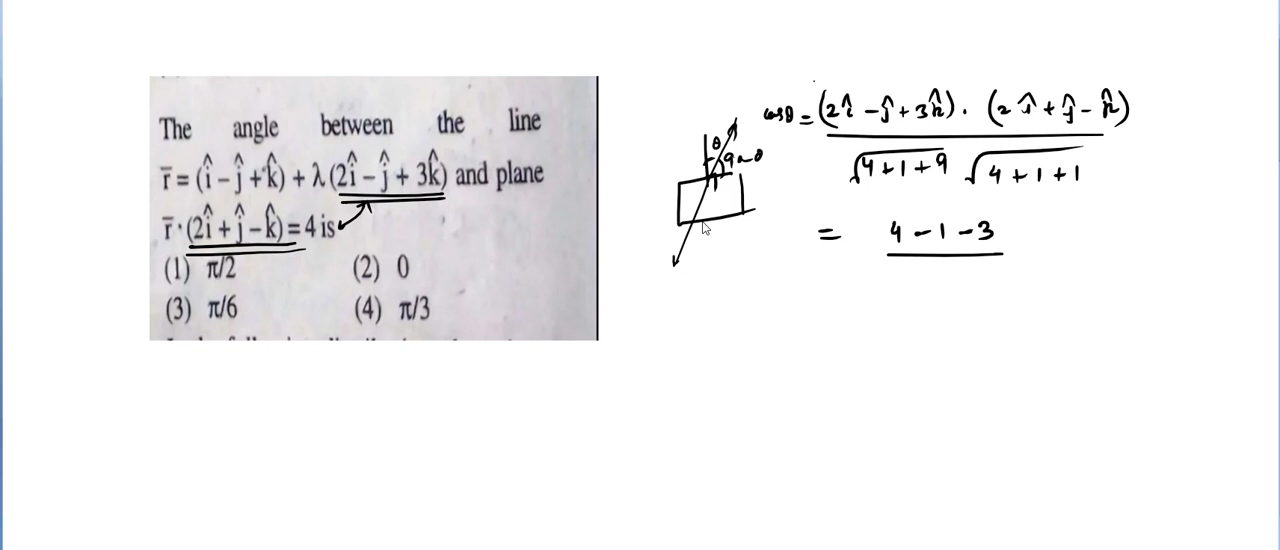 The angle between the line
r̄ = (î − ĵ + k̂) + λ (2î − ĵ + 3k̂) and plane
r̄ · (2î + ĵ − k̂) = 4 is
(1) π/2 (2) 0
(3) π/6 (4) π/3
θ
90-θ
cosθ = (2î − ĵ + 3k̂) · (2î + ĵ − k̂)
√4+1+9 √4+1+1
= 4 − 1 − 3